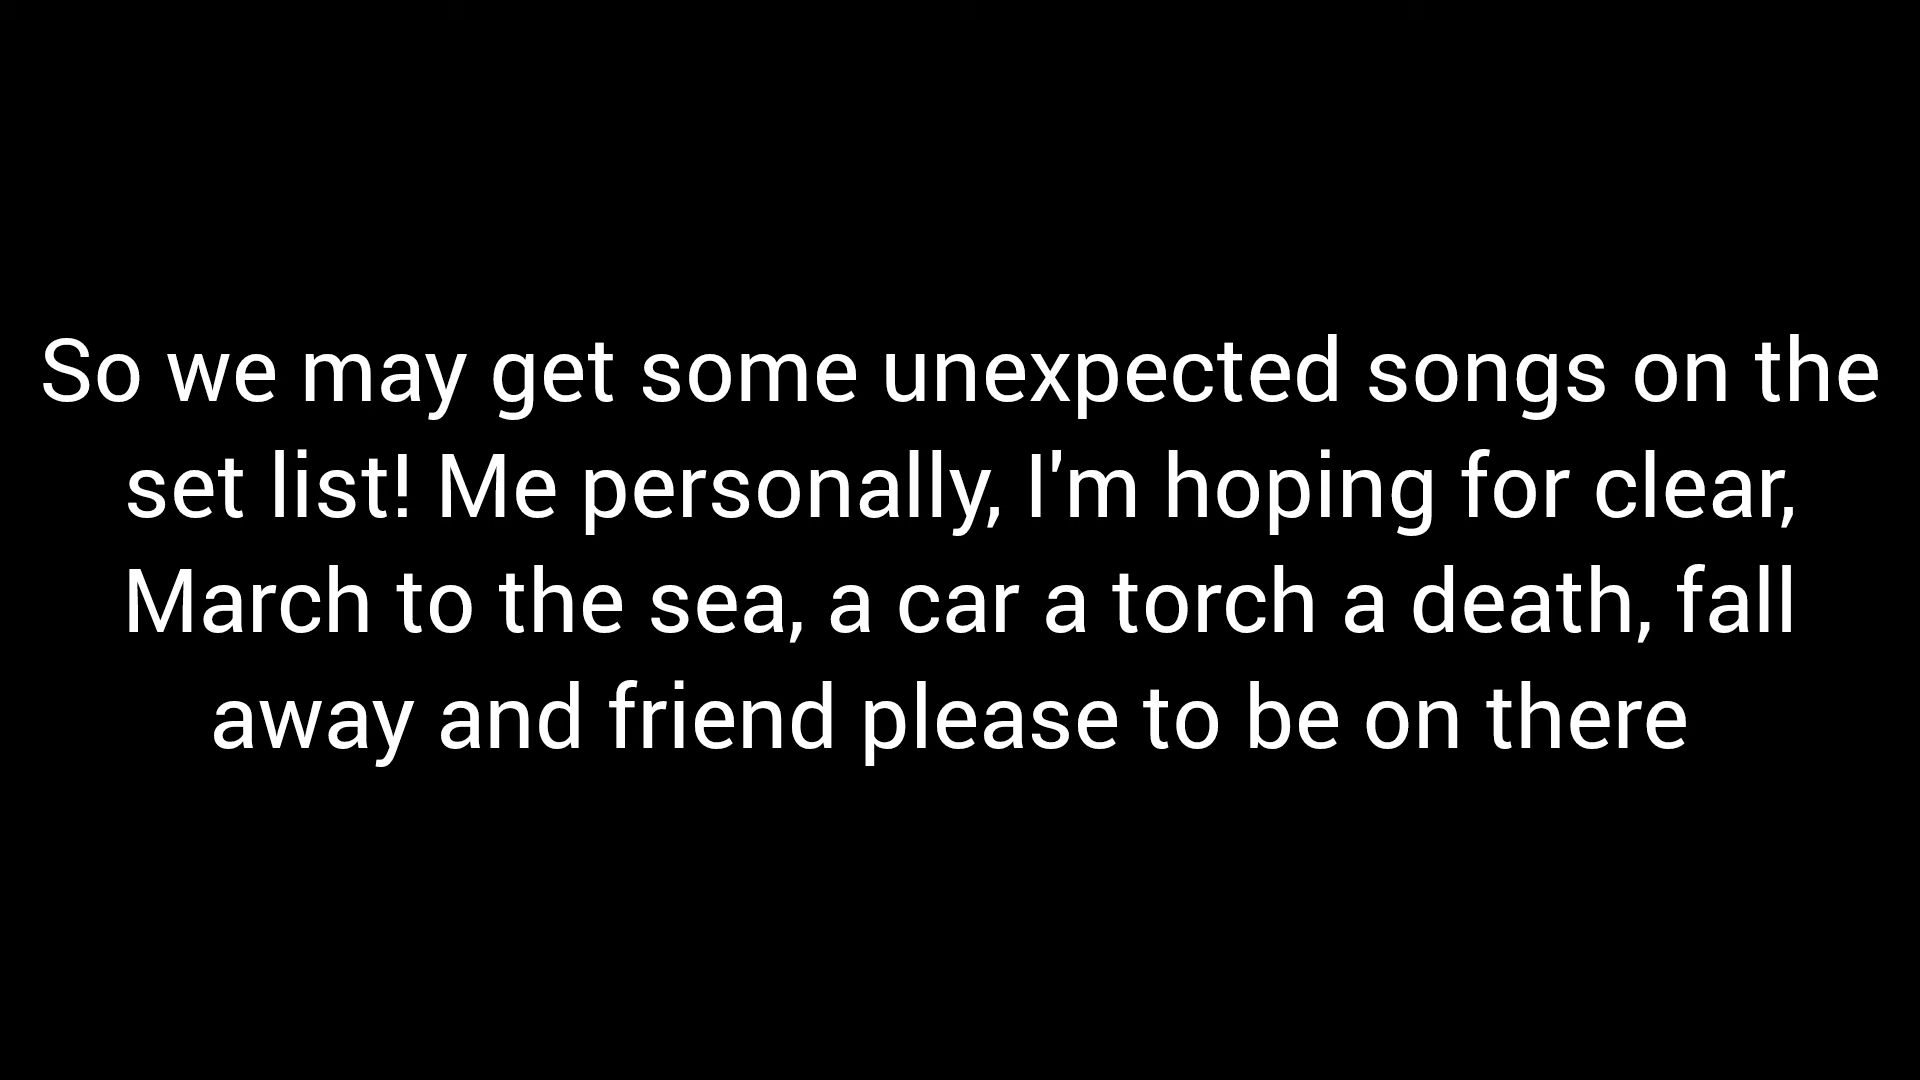 So we may get some unexpected songs on the
set list! Me personally, I'm hoping for clear,
March to the sea, a car a torch a death, fall
away and friend please to be on there